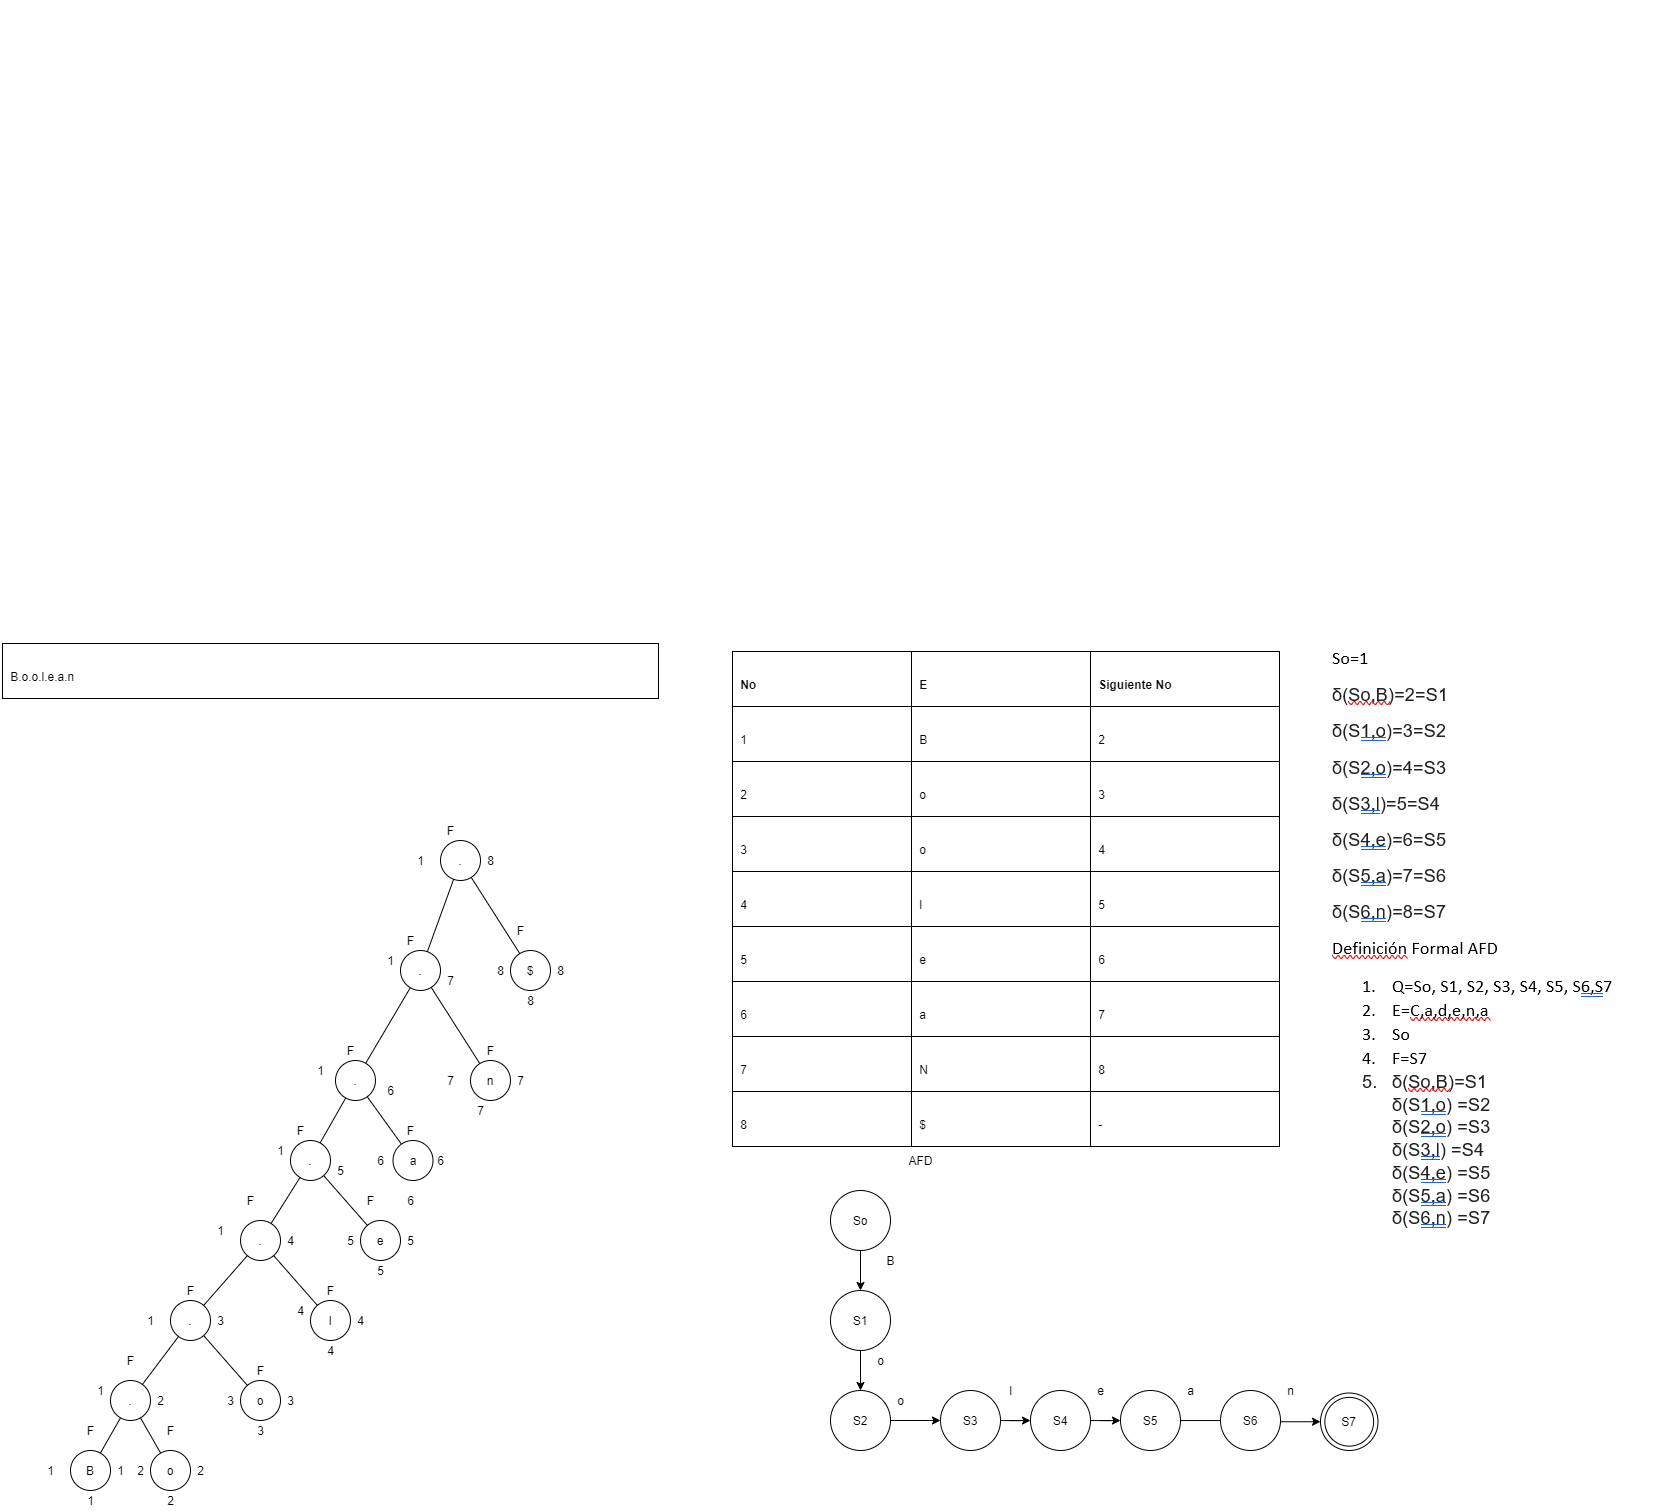 B.o.o.l.e.a.n
F
1 . 8
F
1 . 7
F
8 $ 8
8
F
1 . 6
F
7 n 7
7
F
1 . 5
F
6 a 6
6
F
1 . 4
F
5 e 5
5
F
1 . 3
F
4 l 4
4
F
1 . 2
F
3 o 3
3
F
1 B 1
1
F
2 o 2
2
No E Siguiente No
1 B 2
2 o 3
3 o 4
4 l 5
5 e 6
6 a 7
7 N 8
8 $ -
AFD
So
B
S1
o
S2
o
S3
l
S4
e
S5
a
S6
n
S7
So=1
δ(So,B)=2=S1
δ(S1,o)=3=S2
δ(S2,o)=4=S3
δ(S3,l)=5=S4
δ(S4,e)=6=S5
δ(S5,a)=7=S6
δ(S6,n)=8=S7
Definición Formal AFD
1. Q=So, S1, S2, S3, S4, S5, S6,S7
2. E=C,a,d,e,n,a
3. So
4. F=S7
5. δ(So,B)=S1
δ(S1,o) =S2
δ(S2,o) =S3
δ(S3,l) =S4
δ(S4,e) =S5
δ(S5,a) =S6
δ(S6,n) =S7